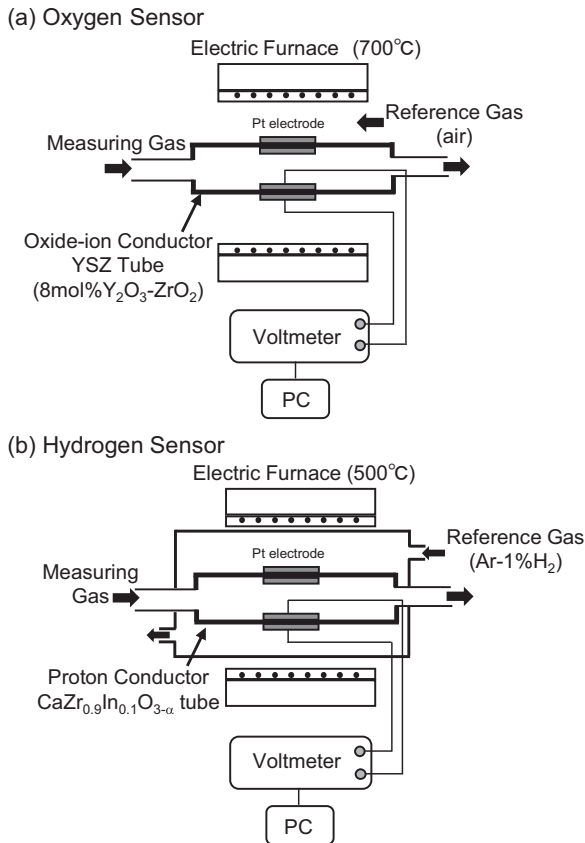 (a) Oxygen Sensor
Electric Furnace (700℃)
Pt electrode
Reference Gas
(air)
Measuring Gas
Oxide-ion Conductor
YSZ Tube
(8mol%Y₂O₃-ZrO₂)
Voltmeter
PC
(b) Hydrogen Sensor
Electric Furnace (500℃)
Pt electrode
Reference Gas
(Ar-1%H₂)
Measuring
Gas
Proton Conductor
CaZr₀.₉In₀.₁O₃₋α tube
Voltmeter
PC